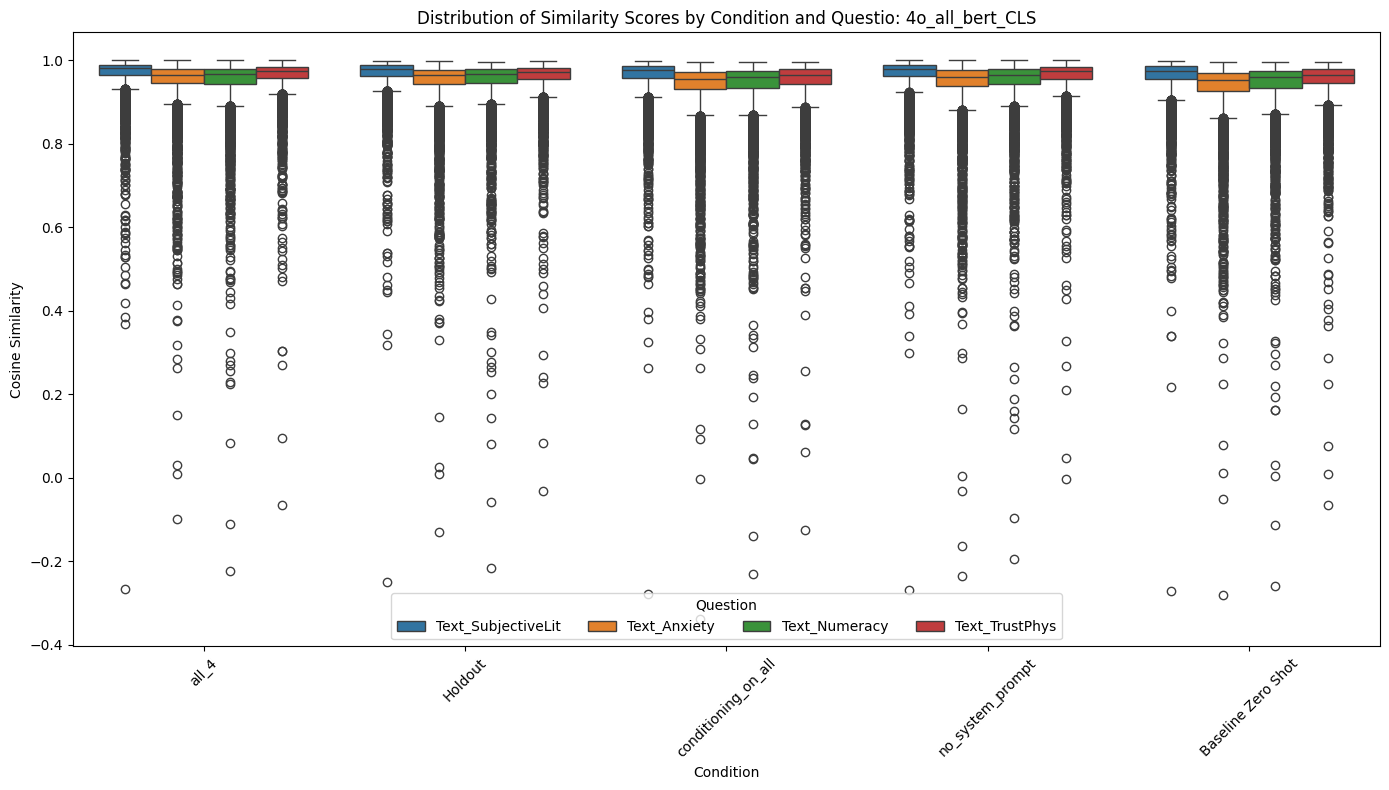 Distribution of Similarity Scores by Condition and Questio: 4o_all_bert_CLS
Cosine Similarity
1.0
0.8
0.6
0.4
0.2
0.0
−0.2
−0.4
Question
Text_SubjectiveLit Text_Anxiety Text_Numeracy Text_TrustPhys
all_4 Holdout conditioning_on_all no_system_prompt Baseline Zero Shot
Condition